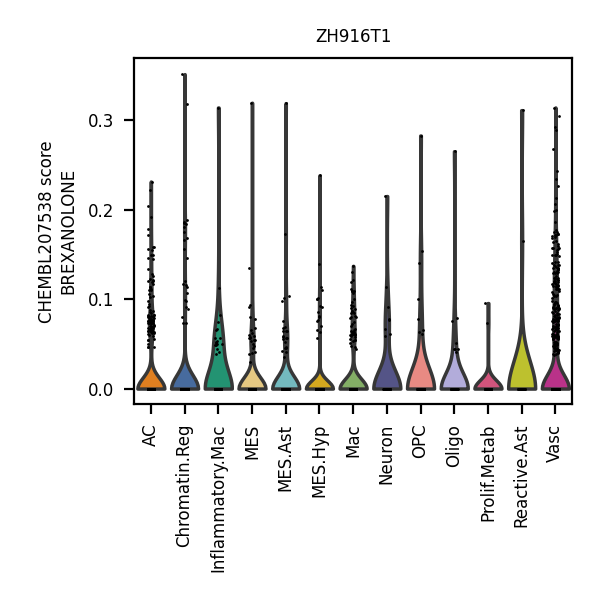 ZH916T1
CHEMBL207538 score
BREXANOLONE
0.3
0.2
0.1
0.0
AC
Chromatin.Reg
Inflammatory.Mac
MES
MES.Ast
MES.Hyp
Mac
Neuron
OPC
Oligo
Prolif.Metab
Reactive.Ast
Vasc